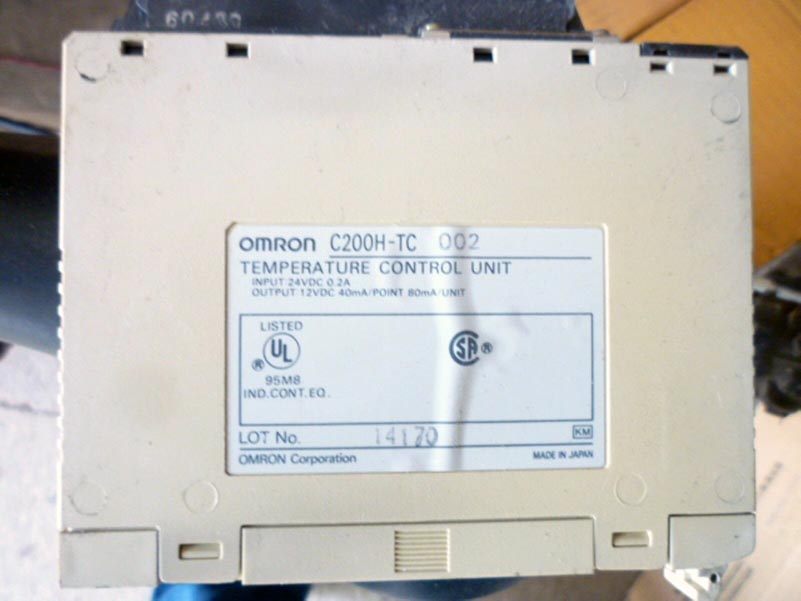 60433
OMRON C200H-TC 002
TEMPERATURE CONTROL UNIT
INPUT 24VDC 0.2A
OUTPUT 12VDC 40mA/POINT 80mA/UNIT
LISTED
UL ®
SA ®
95M8
IND.CONT.EQ.
LOT No. 14170 KM
OMRON Corporation MADE IN JAPAN